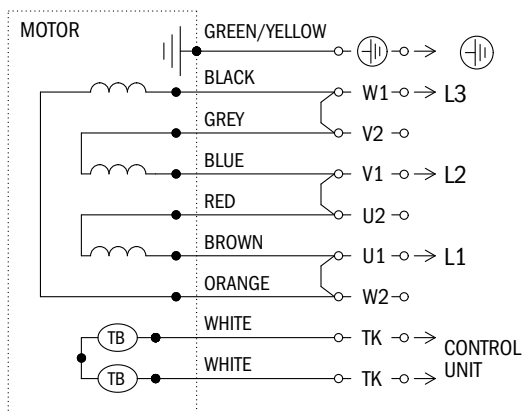 MOTOR
GREEN/YELLOW
BLACK
W1
L3
GREY
V2
BLUE
V1
L2
RED
U2
BROWN
U1
L1
ORANGE
W2
TB
WHITE
TK
TB
WHITE
TK
CONTROL
UNIT